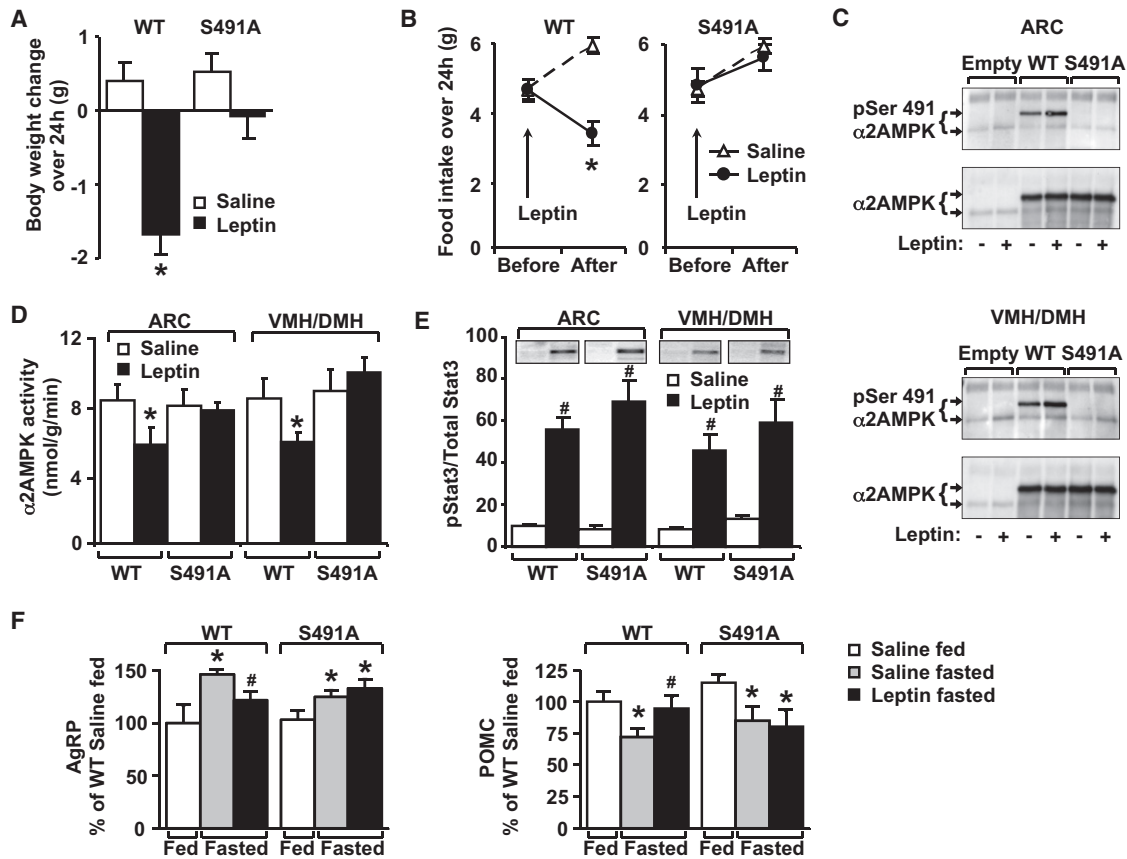 A
WT S491A
Body weight change
over 24h (g)
1
0
-1
-2
Saline
Leptin
*
B
WT S491A
Food intake over 24h (g)
6
4
2
0
Leptin
*
Before After
6
4
2
0
Saline
Leptin
Leptin
Before After
C
ARC
Empty WT S491A
pSer 491
α2AMPK
α2AMPK
Leptin: - + - + - +
VMH/DMH
Empty WT S491A
pSer 491
α2AMPK
α2AMPK
Leptin: - + - + - +
D
α2AMPK activity
(nmol/g/min)
12
8
4
0
ARC VMH/DMH
Saline
Leptin
* *
WT S491A WT S491A
E
pStat3/Total Stat3
100
80
60
40
20
0
ARC VMH/DMH
Saline
Leptin
# # # #
WT S491A WT S491A
F
AgRP
% of WT Saline fed
150
100
50
0
WT S491A
* # * *
Fed Fasted Fed Fasted
POMC
% of WT Saline fed
125
100
75
50
25
0
WT S491A
* # * *
Fed Fasted Fed Fasted
Saline fed
Saline fasted
Leptin fasted